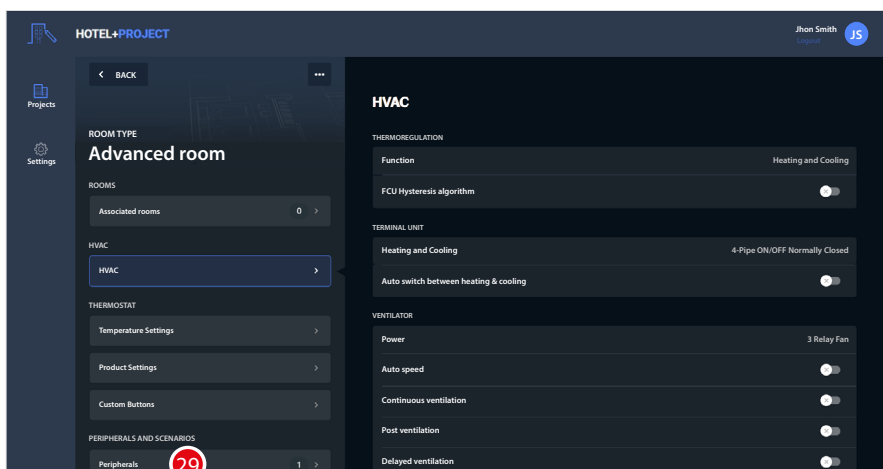 HOTEL+PROJECT
Jhon Smith
Logout
JS
Projects
Settings
BACK
ROOM TYPE
Advanced room
ROOMS
Associated rooms 0
HVAC
HVAC
THERMOSTAT
Temperature Settings
Product Settings
Custom Buttons
PERIPHERALS AND SCENARIOS
Peripherals 29 1
HVAC
THERMOREGULATION
Function Heating and Cooling
FCU Hysteresis algorithm
TERMINAL UNIT
Heating and Cooling 4-Pipe ON/OFF Normally Closed
Auto switch between heating & cooling
VENTILATOR
Power 3 Relay Fan
Auto speed
Continuous ventilation
Post ventilation
Delayed ventilation